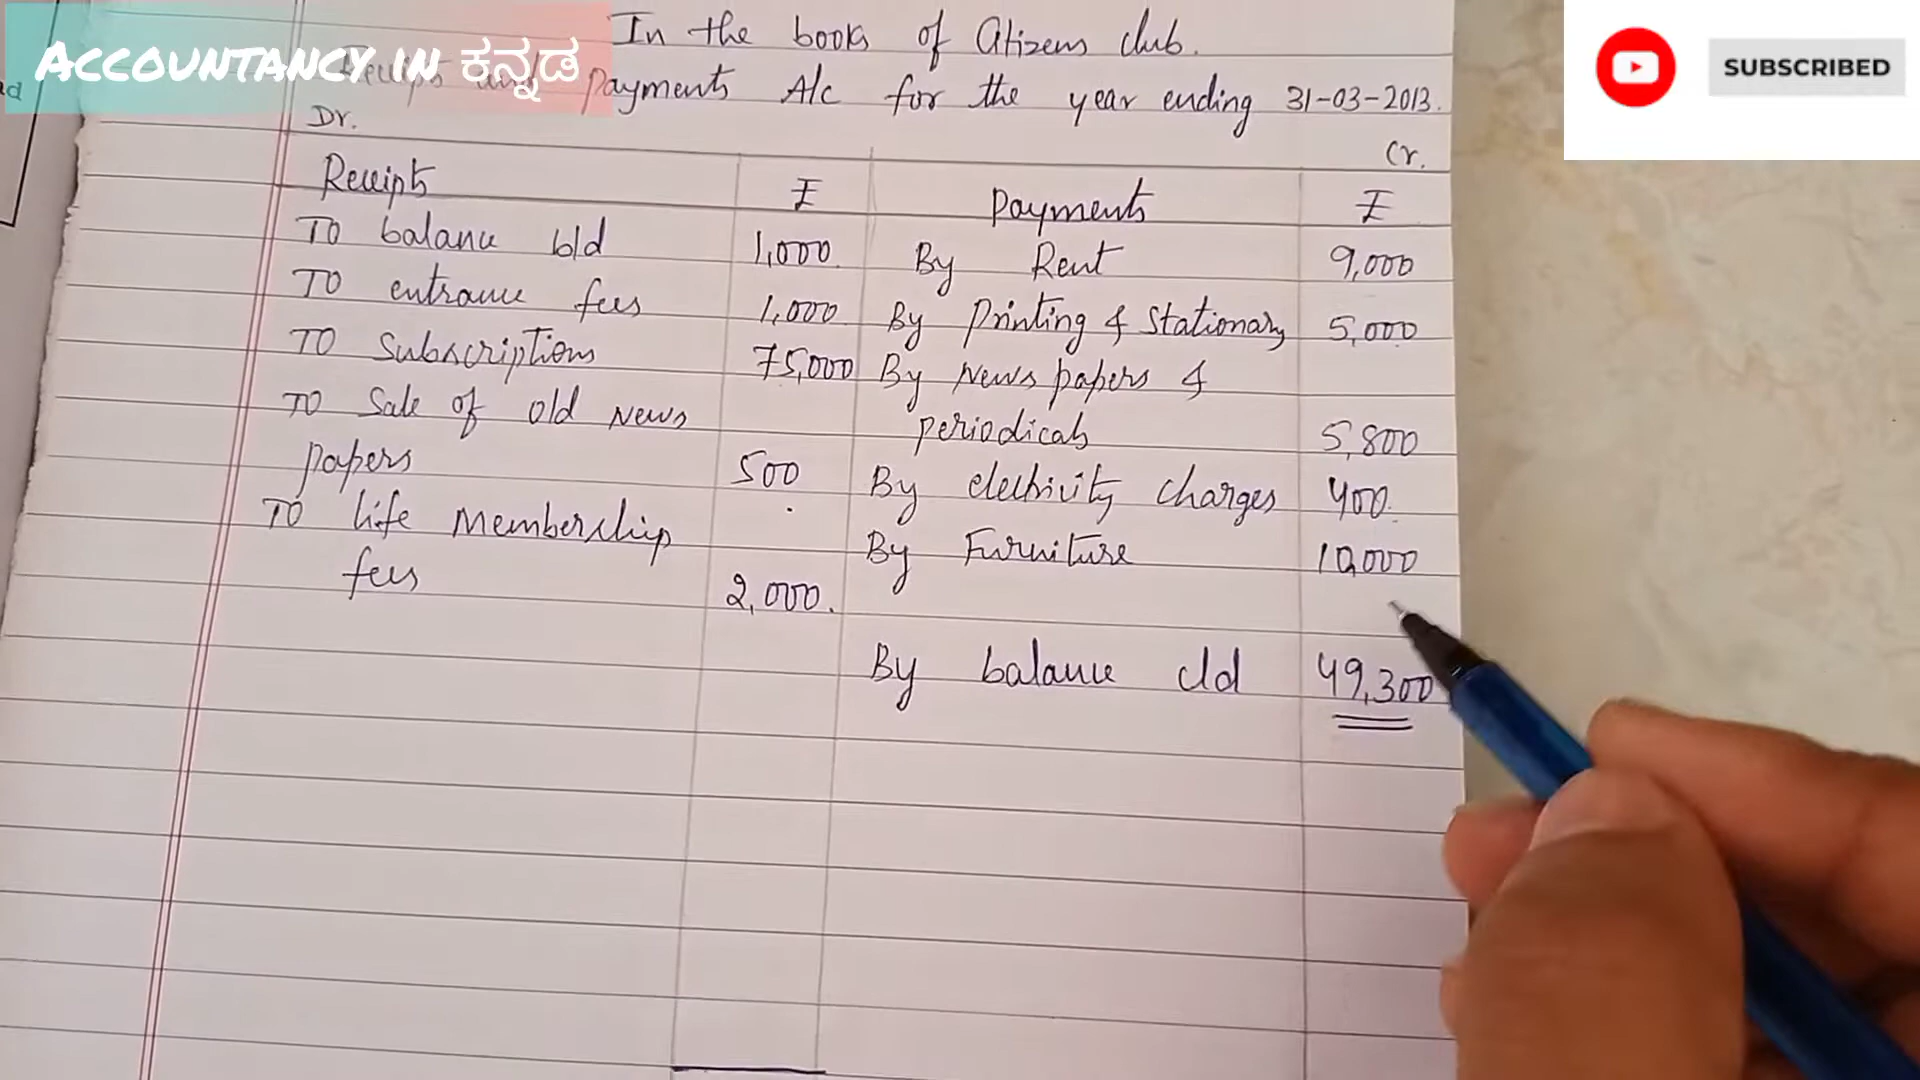 In the books of Citizens club.
ACCOUNTANCY in ಕನ್ನಡ
SUBSCRIBED
Receipts and payments A/c for the year ending 31-03-2013.
Dr. Cr.
Receipts ₹ Payments ₹
To balance b/d 1,000 By Rent 9,000
To entrance fees 1,000 By Printing & Stationary 5,000
To Subscriptions 75,000 By News papers &
periodicals 5,800
To Sale of old News
papers 500 By electricity charges 400
To life Membership By Furniture 10,000
fees 2,000.
By balance c/d 49,300